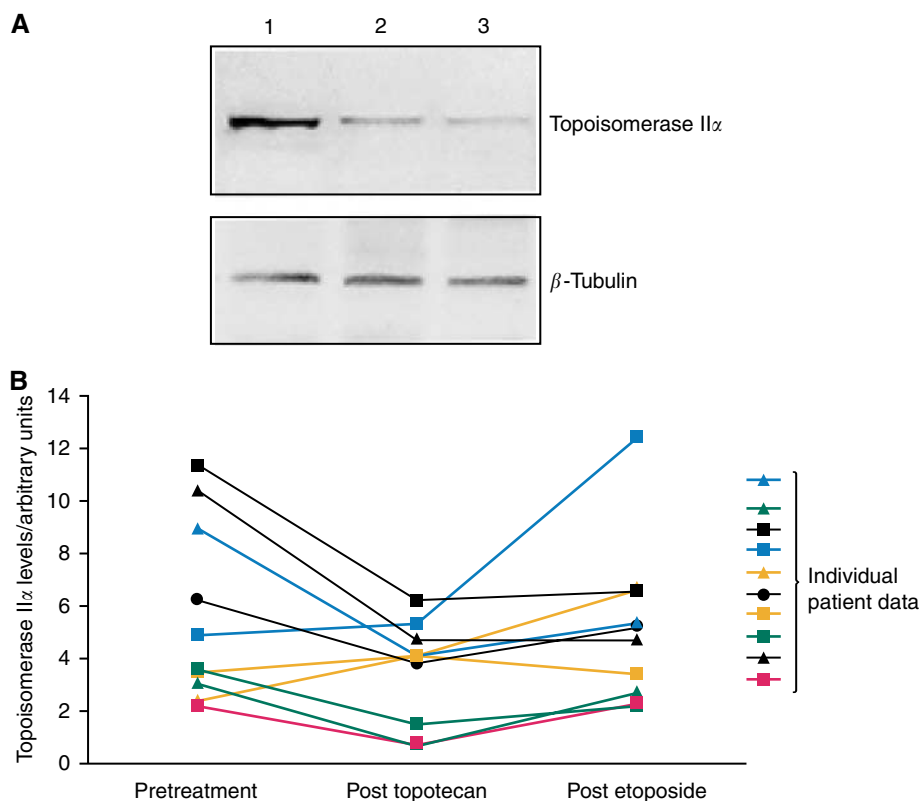 A
1 2 3
Topoisomerase IIα
β-Tubulin
B
Topoisomerase IIα levels/arbitrary units
14
12
10
8
6
4
2
0
Pretreatment Post topotecan Post etoposide
Individual
patient data